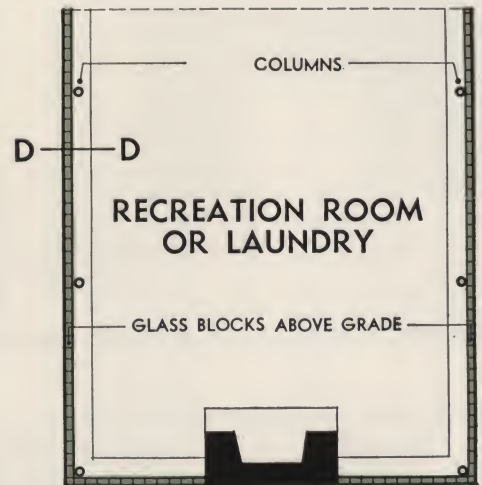 COLUMNS
D D
RECREATION ROOM
OR LAUNDRY
GLASS BLOCKS ABOVE GRADE